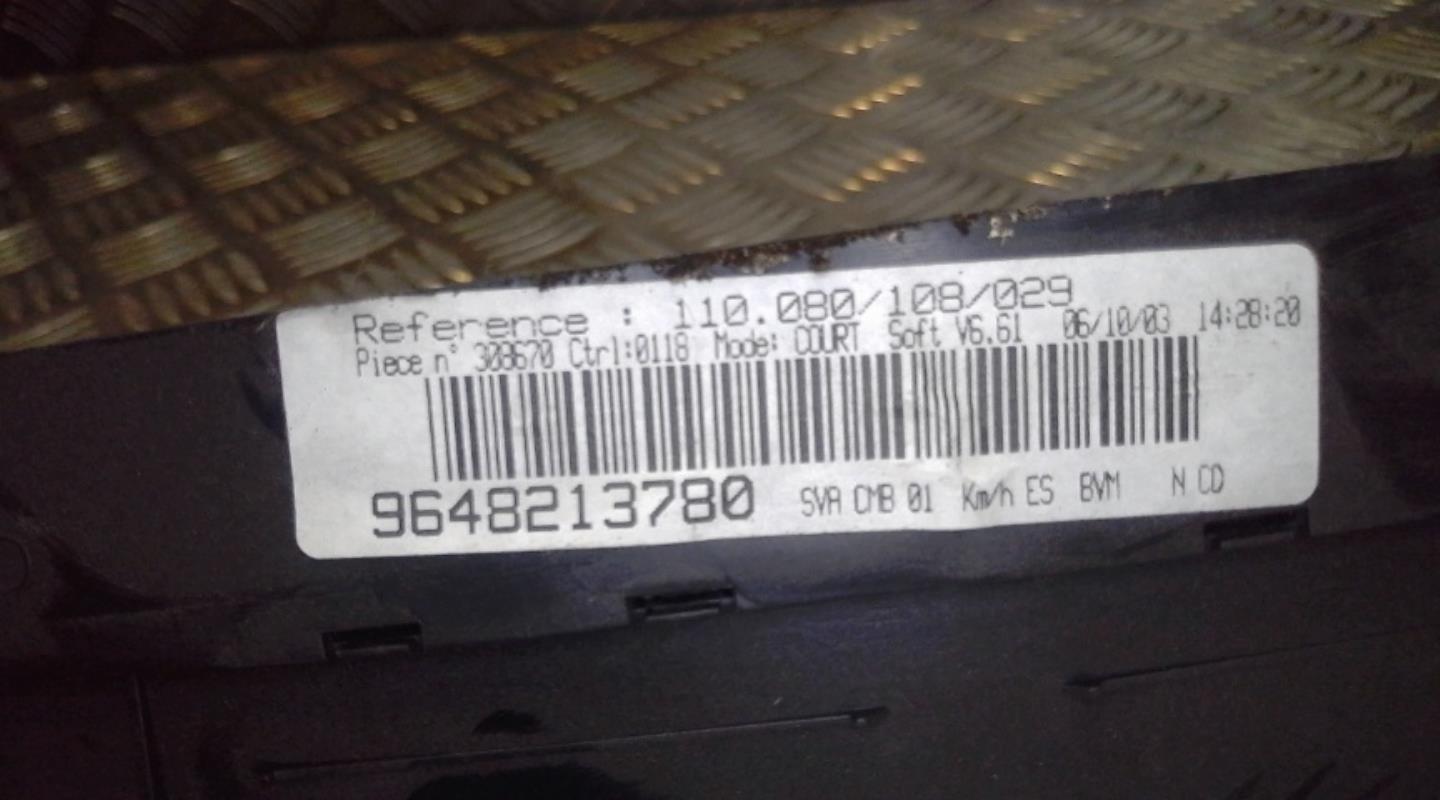 Reference : 110.080/108/029
Piece n° 308670 Ctrl:0118 Mode: COURT Soft V6.61 06/10/03 14:28:20
9648213780 SVA CMB 01 Km/h ES BVM N CD